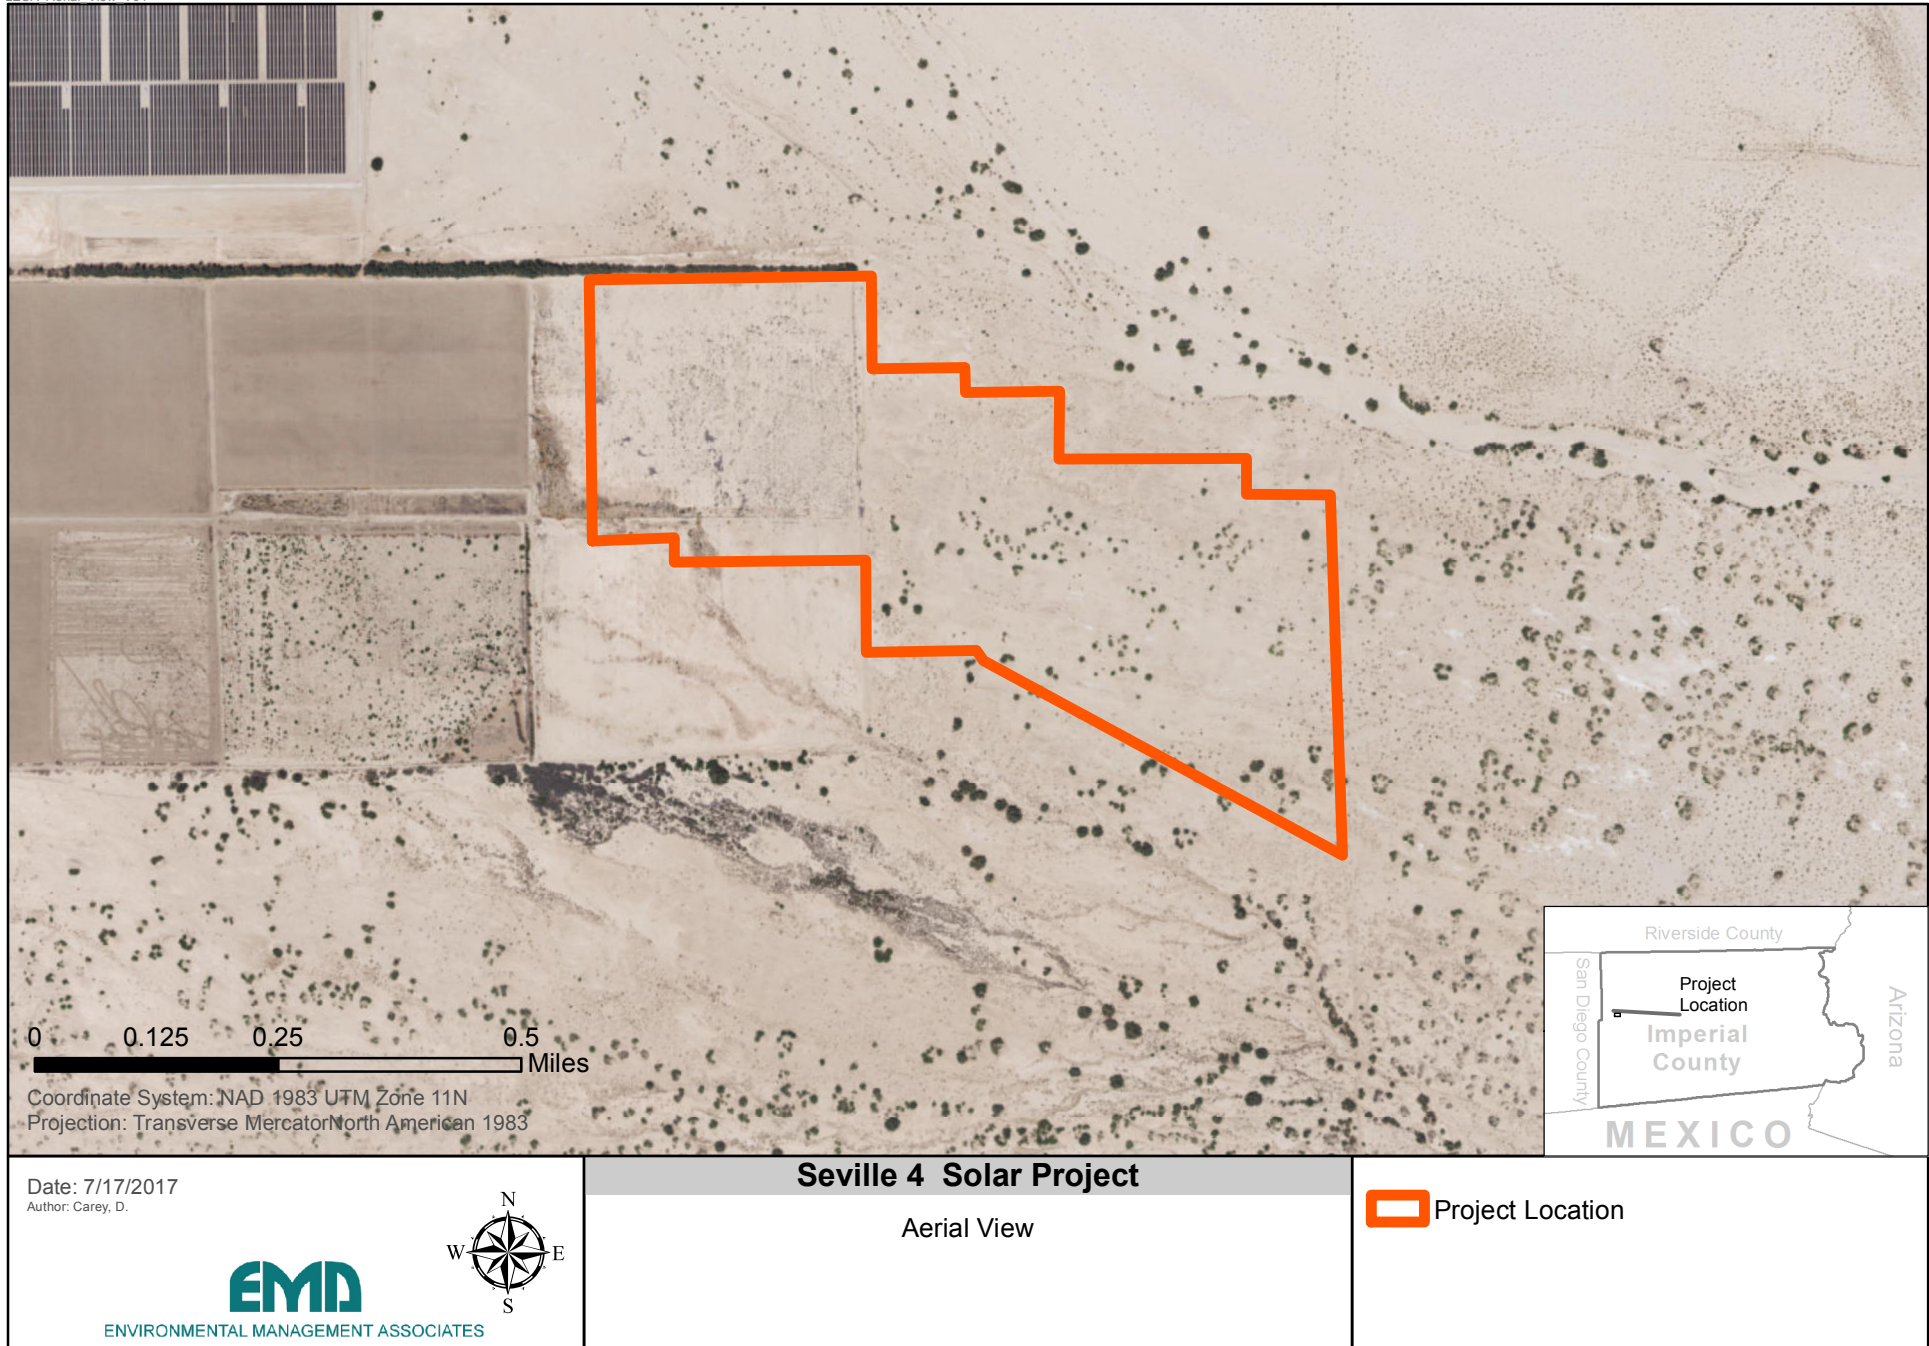 Riverside County
San Diego County
Project
Location
Imperial
County
Arizona
MEXICO
0 0.125 0.25 0.5
Miles
Coordinate System: NAD 1983 UTM Zone 11N
Projection: Transverse MercatorNorth American 1983
Date: 7/17/2017
Author: Carey, D.
N
W E
S
EMA
ENVIRONMENTAL MANAGEMENT ASSOCIATES
Seville 4 Solar Project
Aerial View
Project Location